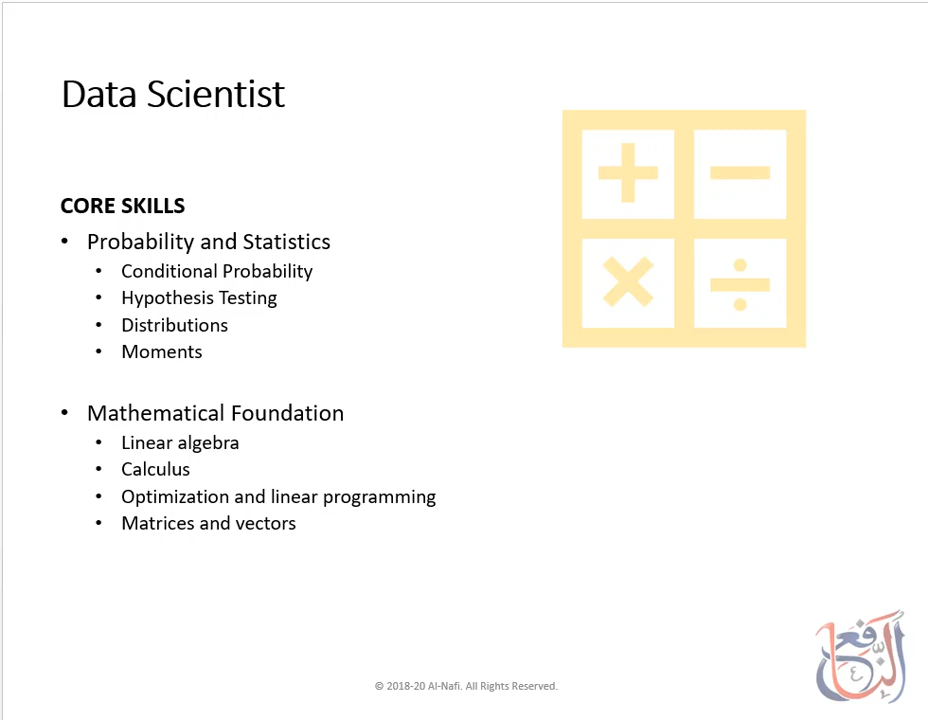 Data Scientist
CORE SKILLS
• Probability and Statistics
• Conditional Probability
• Hypothesis Testing
• Distributions
• Moments
• Mathematical Foundation
• Linear algebra
• Calculus
• Optimization and linear programming
• Matrices and vectors
© 2018-20 Al-Nafi. All Rights Reserved.
النافع